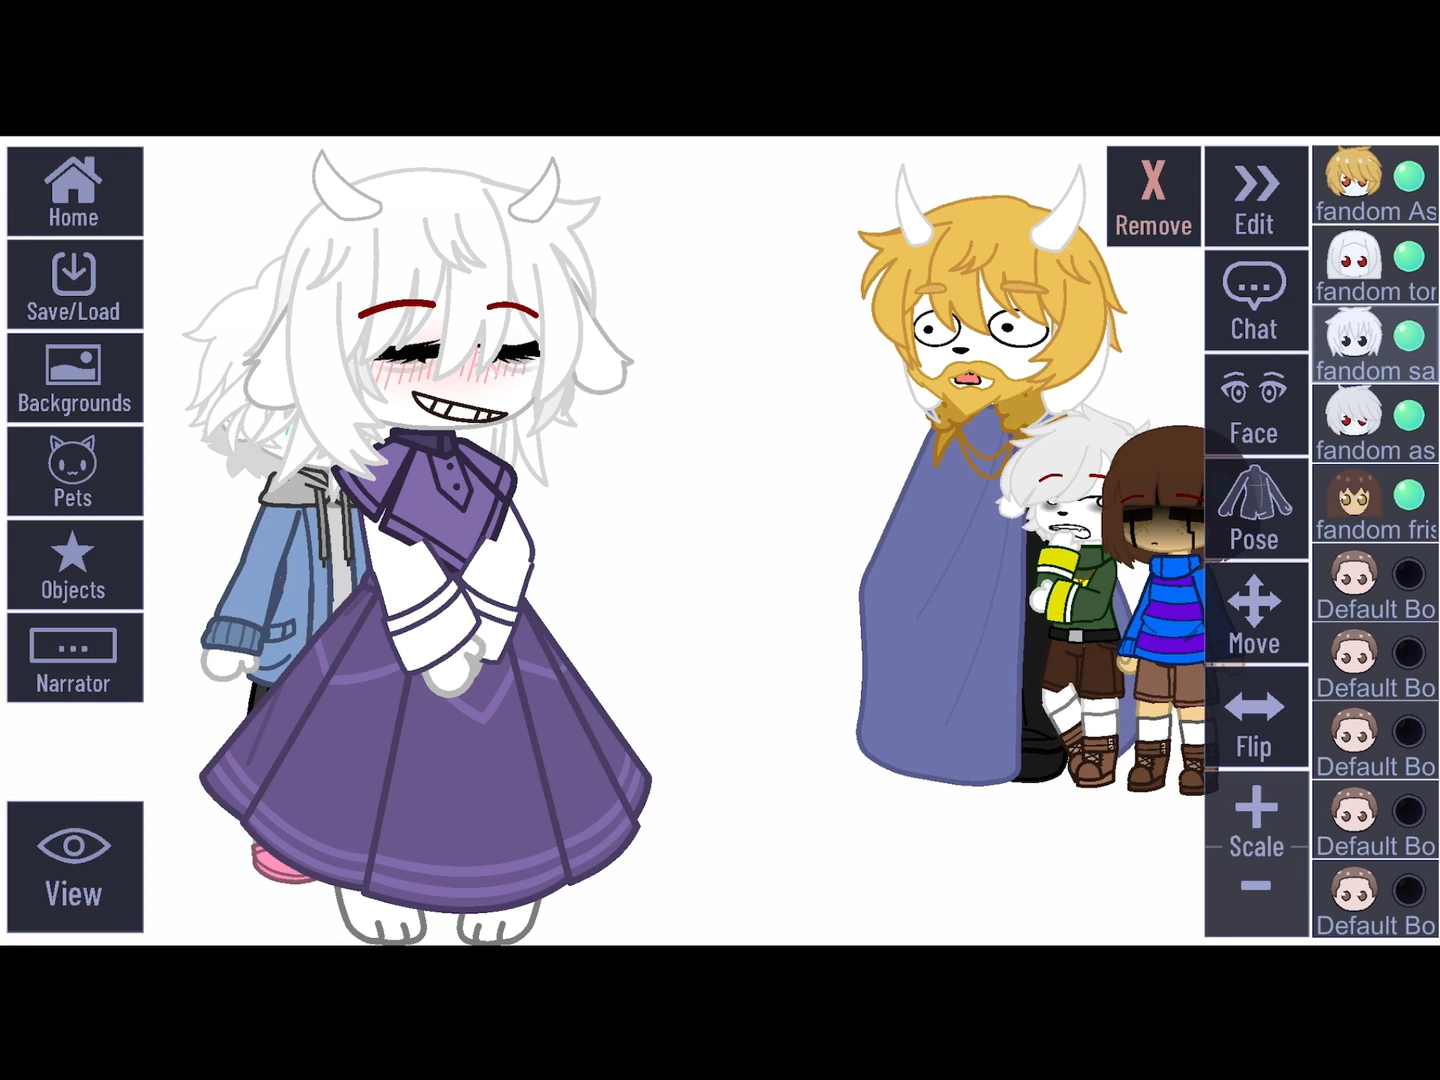 Home
Save/Load
Backgrounds
Pets
Objects
...
Narrator
View
X
Remove
Edit
...
Chat
Face
Pose
Move
Flip
Scale
fandom As
fandom tor
fandom sa
fandom as
fandom fris
Default Bo
Default Bo
Default Bo
Default Bo
Default Bo